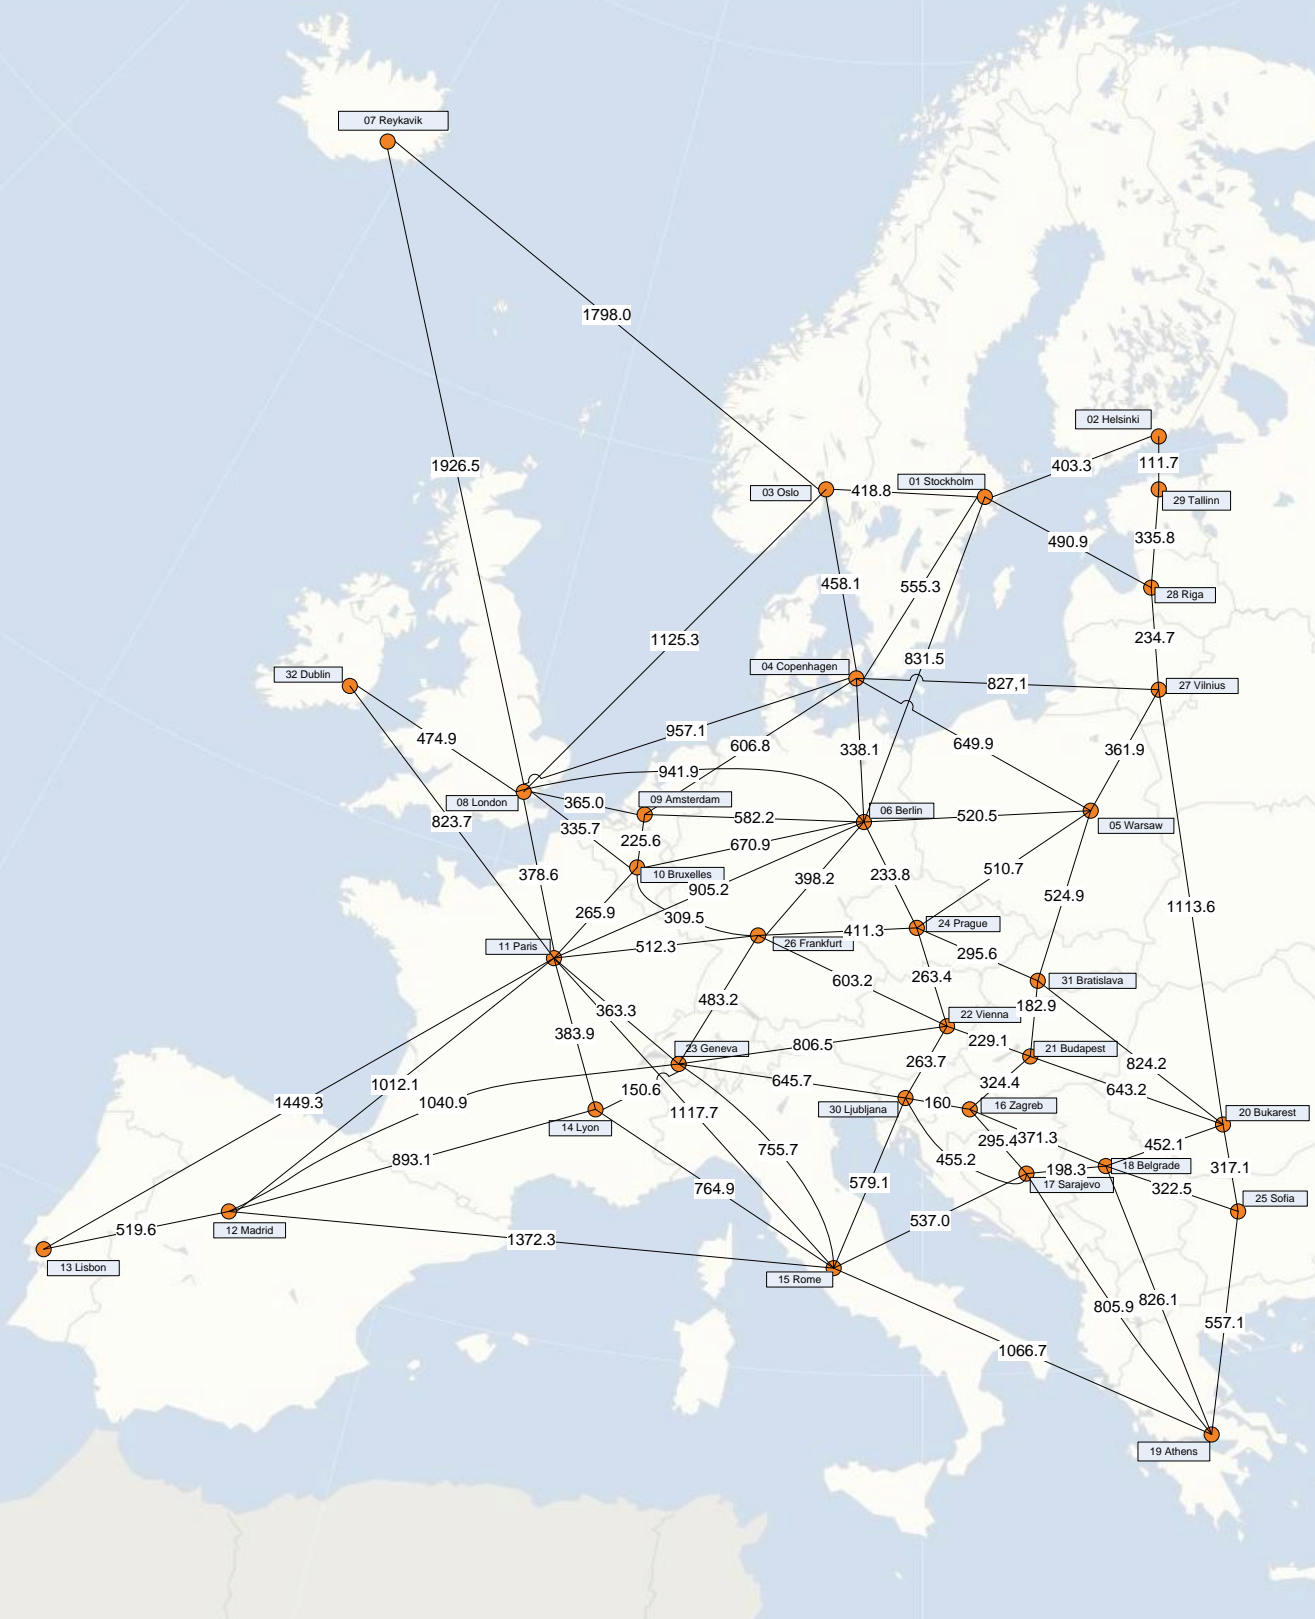 07 Reykavik
1798.0
02 Helsinki
403.3
111.7
1926.5
01 Stockholm
03 Oslo
418.8
29 Tallinn
335.8
490.9
458.1
555.3
28 Riga
234.7
1125.3
831.5
04 Copenhagen
32 Dublin
827,1
27 Vilnius
957.1
474.9
606.8
338.1
649.9
361.9
941.9
08 London
365.0
09 Amsterdam
06 Berlin
582.2
520.5
05 Warsaw
823.7
335.7
225.6
670.9
378.6
10 Bruxelles
905.2
398.2
233.8
510.7
524.9
1113.6
265.9
309.5
24 Prague
411.3
11 Paris
512.3
26 Frankfurt
295.6
263.4
603.2
31 Bratislava
483.2
182.9
363.3
22 Vienna
383.9
229.1
23 Geneva
806.5
21 Budapest
263.7
824.2
1012.1
150.6
645.7
324.4
643.2
1449.3
1040.9
1117.7
30 Ljubljana
160
16 Zagreb
20 Bukarest
14 Lyon
295.4
371.3
452.1
755.7
893.1
455.2
198.3
18 Belgrade
317.1
764.9
579.1
17 Sarajevo
322.5
25 Sofia
519.6
12 Madrid
537.0
1372.3
13 Lisbon
15 Rome
805.9
826.1
557.1
1066.7
19 Athens